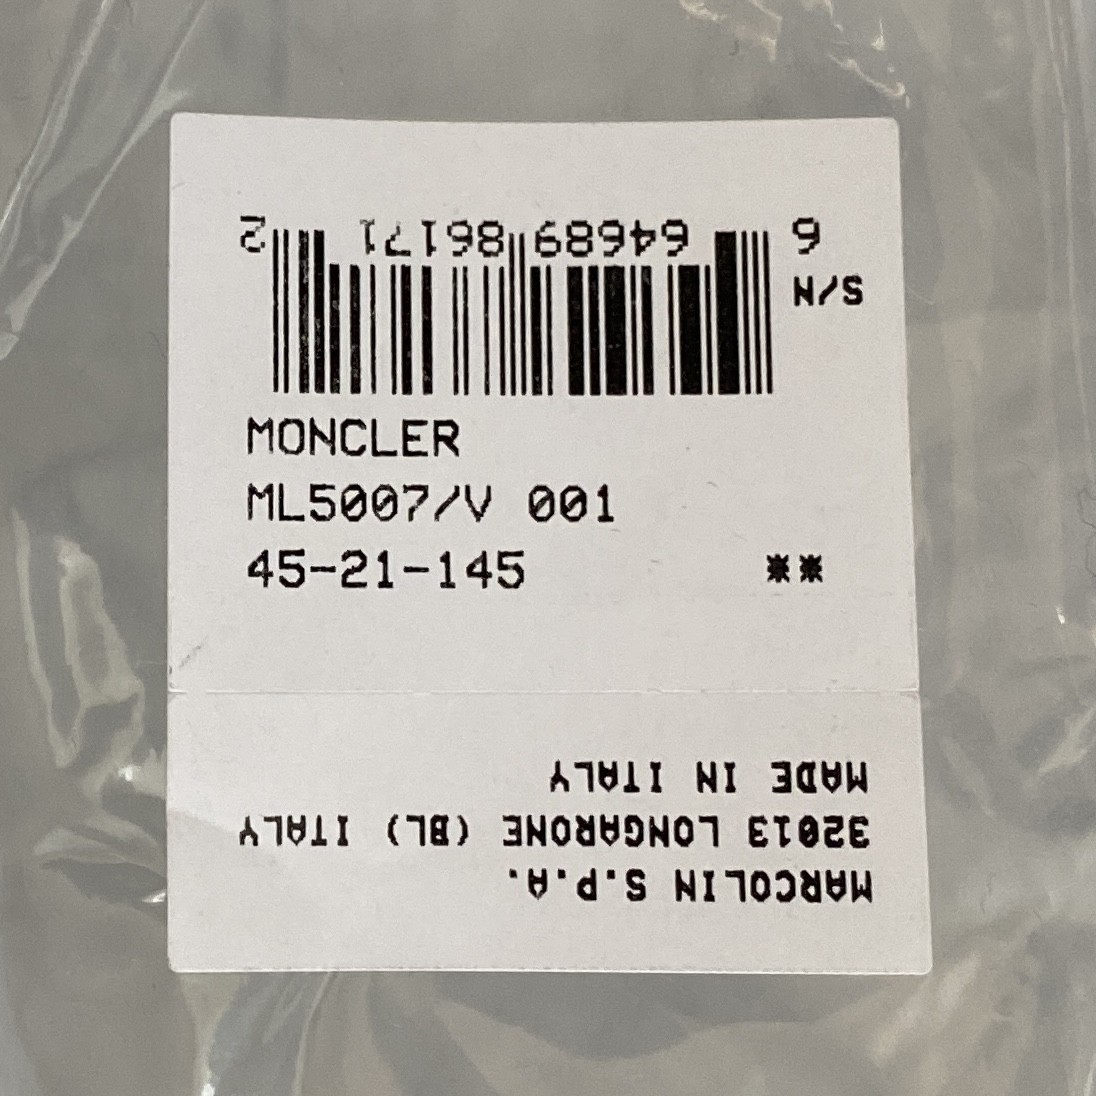 6 64689 86171 2
S/N
MONCLER
ML5007/V 001
45-21-145 **
MARCOLIN S.P.A.
32013 LONGARONE (BL) ITALY
MADE IN ITALY